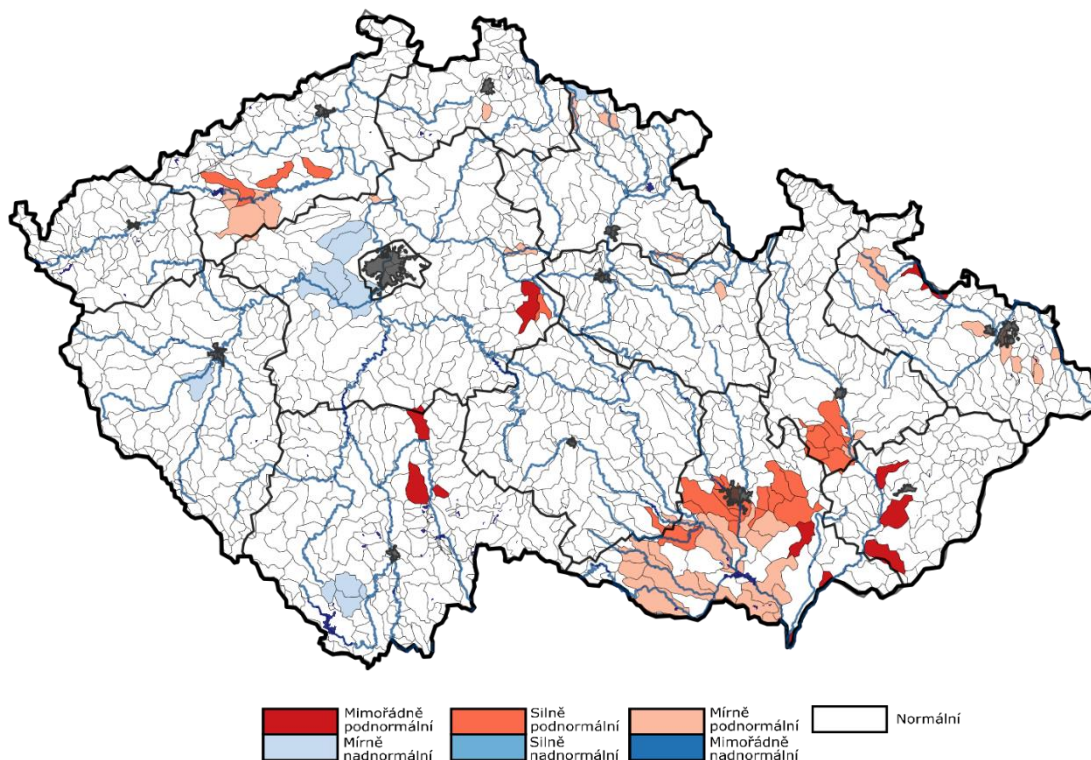 Mimořádně
podnormální
Silně
podnormální
Mírně
podnormální
Normální
Mírně
nadnormální
Silně
nadnormální
Mimořádně
nadnormální